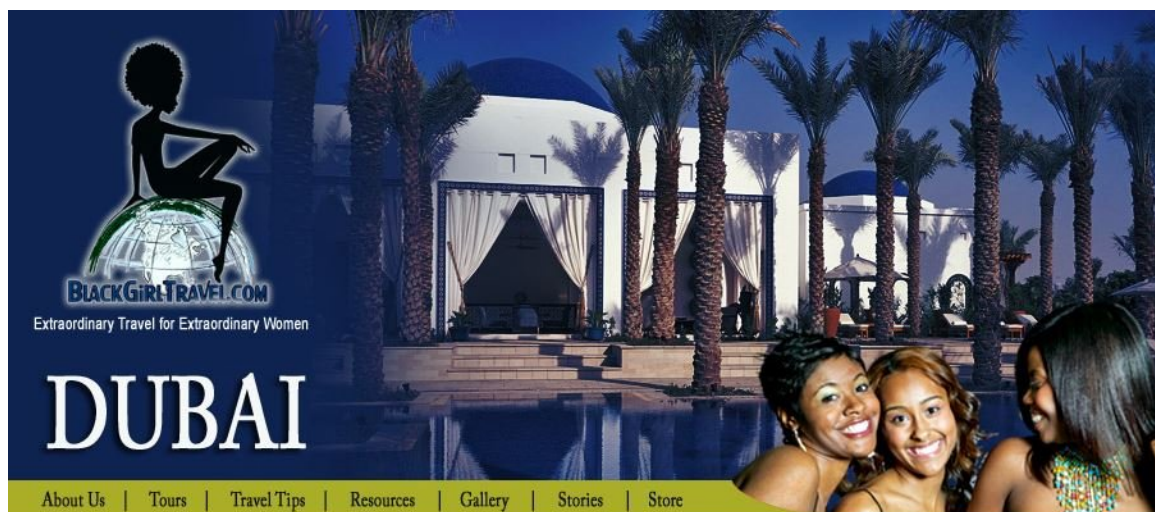 BLACKGIRLTRAVEL.COM
Extraordinary Travel for Extraordinary Women
DUBAI
About Us | Tours | Travel Tips | Resources | Gallery | Stories | Store